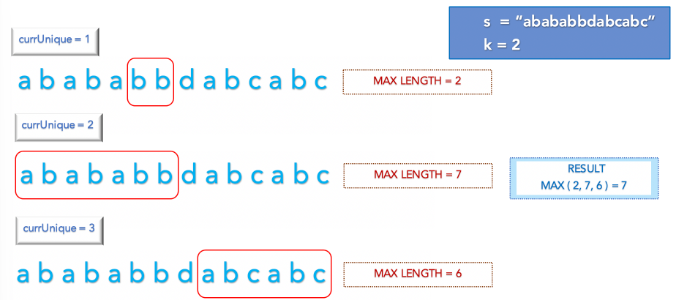 s = "abababbdabcabc"
k = 2
currUnique = 1
a b a b a b b d a b c a b c
MAX LENGTH = 2
currUnique = 2
a b a b a b b d a b c a b c
MAX LENGTH = 7
RESULT
MAX ( 2, 7, 6 ) = 7
currUnique = 3
a b a b a b b d a b c a b c
MAX LENGTH = 6